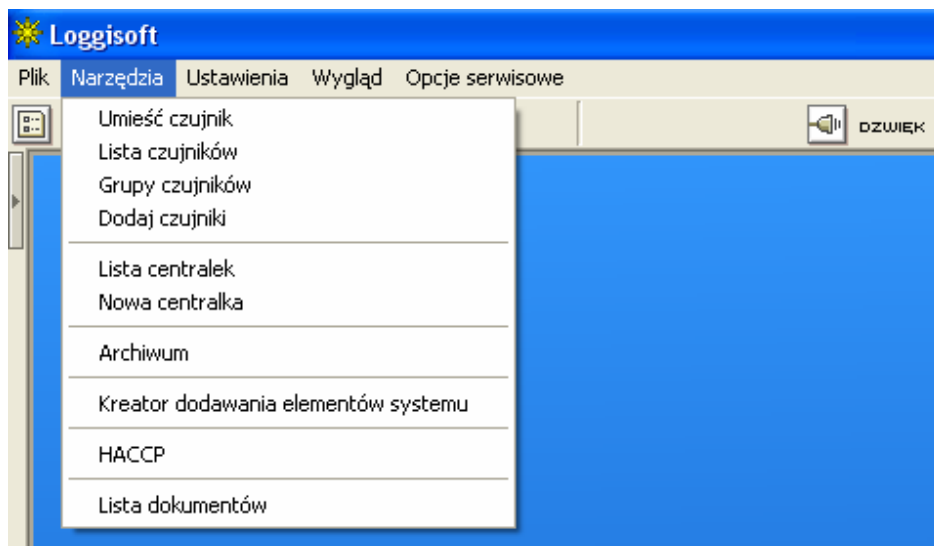 Loggisoft
Plik Narzędzia Ustawienia Wygląd Opcje serwisowe
DZWIĘK
Umieść czujnik
Lista czujników
Grupy czujników
Dodaj czujniki
Lista centralek
Nowa centralka
Archiwum
Kreator dodawania elementów systemu
HACCP
Lista dokumentów